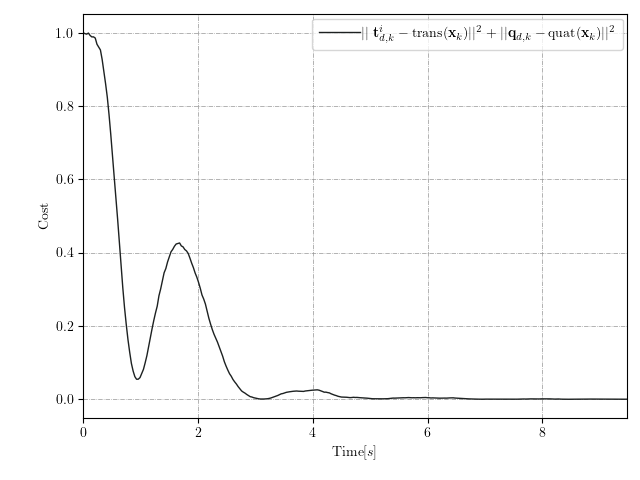 || t^i_{d,k} − trans(x_k)||² + ||q_{d,k} − quat(x_k)||²
1.0
0.8
0.6
0.4
0.2
0.0
Cost
0 2 4 6 8
Time[s]